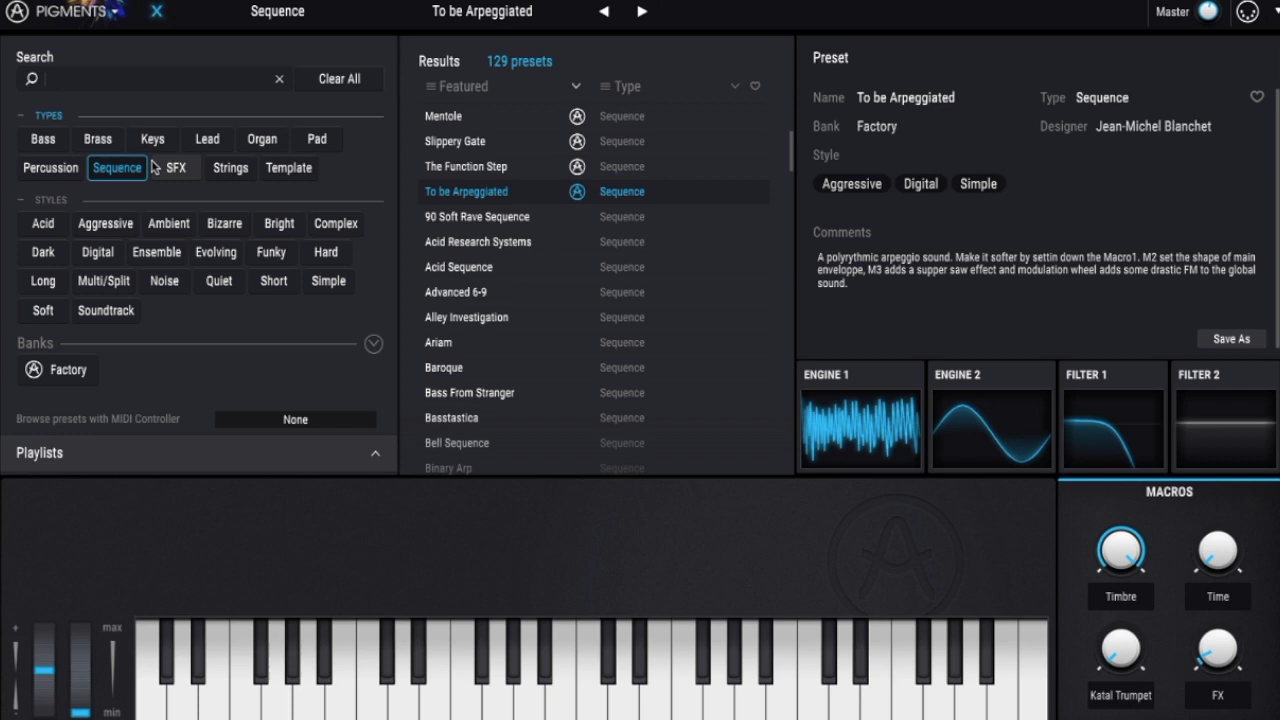 PIGMENTS
Sequence
To be Arpeggiated
Master
Search
Clear All
TYPES
Bass Brass Keys Lead Organ Pad
Percussion Sequence SFX Strings Template
STYLES
Acid Aggressive Ambient Bizarre Bright Complex
Dark Digital Ensemble Evolving Funky Hard
Long Multi/Split Noise Quiet Short Simple
Soft Soundtrack
Banks
Factory
Browse presets with MIDI Controller None
Playlists
Results 129 presets
Featured Type
Mentole Sequence
Slippery Gate Sequence
The Function Step Sequence
To be Arpeggiated Sequence
90 Soft Rave Sequence Sequence
Acid Research Systems Sequence
Acid Sequence Sequence
Advanced 6-9 Sequence
Alley Investigation Sequence
Ariam Sequence
Baroque Sequence
Bass From Stranger Sequence
Basstastica Sequence
Bell Sequence Sequence
Binary Arp Sequence
Preset
Name To be Arpeggiated Type Sequence
Bank Factory Designer Jean-Michel Blanchet
Style
Aggressive Digital Simple
Comments
A polyrythmic arpeggio sound. Make it softer by settin down the Macro1. M2 set the shape of main
enveloppe, M3 adds a supper saw effect and modulation wheel adds some drastic FM to the global
sound.
Save As
ENGINE 1 ENGINE 2 FILTER 1 FILTER 2
MACROS
Timbre Time
Katal Trumpet FX
+ max
- min